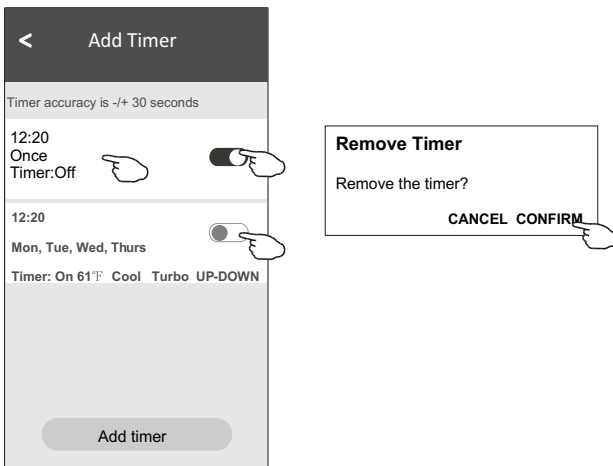 < Add Timer
Timer accuracy is -/+ 30 seconds
12:20
Once
Timer:Off
12:20
Mon, Tue, Wed, Thurs
Timer: On 61℉ Cool Turbo UP-DOWN
Add timer
Remove Timer
Remove the timer?
CANCEL CONFIRM